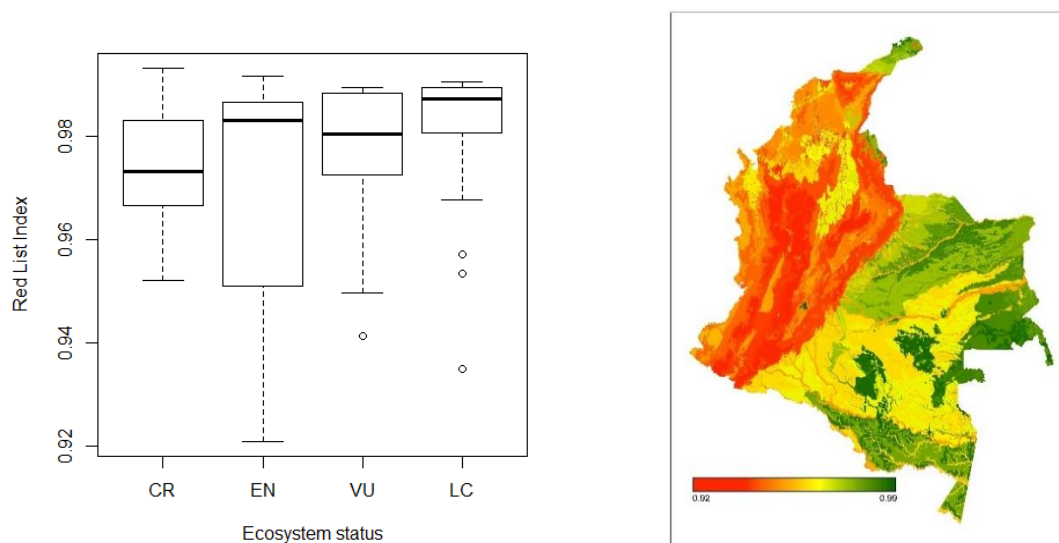 Red List Index
0.98
0.96
0.94
0.92
CR EN VU LC
Ecosystem status
0.92 0.99